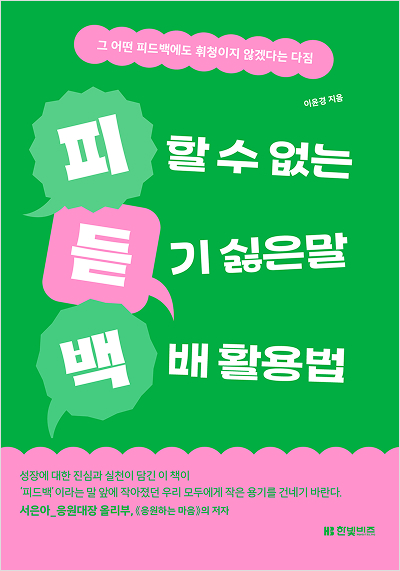 그 어떤 피드백에도 휘청이지 않겠다는 다짐
이윤경 지음
피할 수 없는
듣기 싫은말
백배 활용법
성장에 대한 진심과 실천이 담긴 이 책이
'피드백'이라는 말 앞에 작아졌던 우리 모두에게 작은 용기를 건네기 바란다.
서은아_응원대장 올리부, 《응원하는 마음》의 저자
HB 한빛비즈